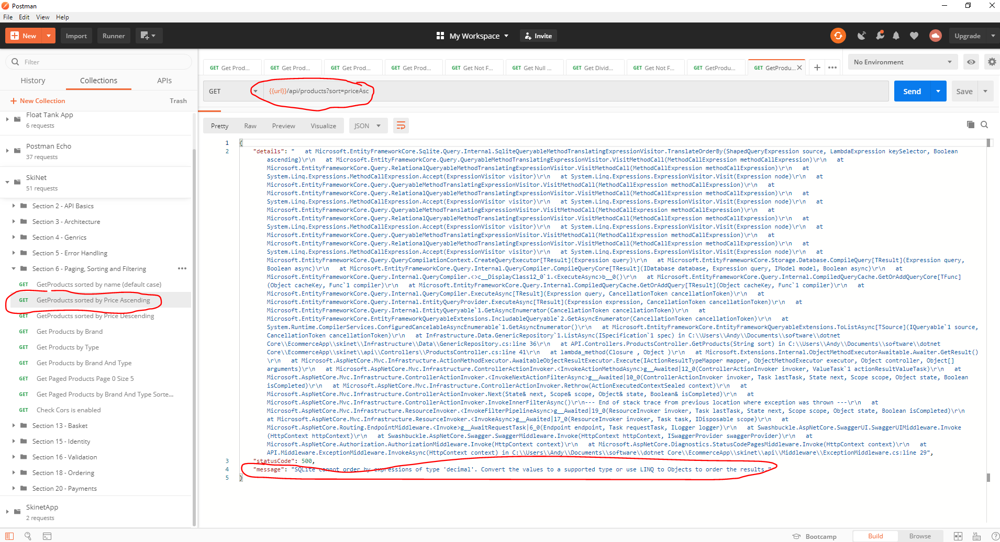 Postman
File Edit View Help
New Import Runner My Workspace Invite Upgrade
Filter
History Collections APIs
New Collection Trash
Float Tank App
6 requests
Postman Echo
37 requests
SkiNet
51 requests
Section 2 - API Basics
Section 3 - Architecture
Section 4 - Genrics
Section 5 - Error Handling
Section 6 - Paging, Sorting and Filtering
GET GetProducts sorted by name (default case)
GET GetProducts sorted by Price Ascending
GET GetProducts sorted by Price Descending
GET Get Products by Brand
GET Get Products by Type
GET Get Products by Brand And Type
GET Get Paged Products Page 0 Size 5
GET Get Paged Products by Brand And Type Sorte...
GET Check Cors is enabled
Section 13 - Basket
Section 15 - Identity
Section 16 - Validation
Section 18 - Ordering
Section 20 - Payments
SkinetApp
2 requests
GET Get Prod... GET Get Prod... GET Get Prod... GET Get Prod... GET Get Not F... GET Get Null ... GET Get Divid... GET Get Not F... GET GetProdu... GET GetProdu... No Environment
GET {{url}}/api/products?sort=priceAsc Send Save
Pretty Raw Preview Visualize JSON
1 {
2 "details": " at Microsoft.EntityFrameworkCore.Sqlite.Query.Internal.SqliteQueryableMethodTranslatingExpressionVisitor.TranslateOrderBy(ShapedQueryExpression source, LambdaExpression keySelector, Boolean
ascending)\r\n at Microsoft.EntityFrameworkCore.Query.QueryableMethodTranslatingExpressionVisitor.VisitMethodCall(MethodCallExpression methodCallExpression)\r\n at
Microsoft.EntityFrameworkCore.Query.RelationalQueryableMethodTranslatingExpressionVisitor.VisitMethodCall(MethodCallExpression methodCallExpression)\r\n at
System.Linq.Expressions.MethodCallExpression.Accept(ExpressionVisitor visitor)\r\n at System.Linq.Expressions.ExpressionVisitor.Visit(Expression node)\r\n at
Microsoft.EntityFrameworkCore.Query.QueryableMethodTranslatingExpressionVisitor.VisitMethodCall(MethodCallExpression methodCallExpression)\r\n at
Microsoft.EntityFrameworkCore.Query.RelationalQueryableMethodTranslatingExpressionVisitor.VisitMethodCall(MethodCallExpression methodCallExpression)\r\n at
System.Linq.Expressions.MethodCallExpression.Accept(ExpressionVisitor visitor)\r\n at System.Linq.Expressions.ExpressionVisitor.Visit(Expression node)\r\n at
Microsoft.EntityFrameworkCore.Query.QueryableMethodTranslatingExpressionVisitor.VisitMethodCall(MethodCallExpression methodCallExpression)\r\n at
Microsoft.EntityFrameworkCore.Query.RelationalQueryableMethodTranslatingExpressionVisitor.VisitMethodCall(MethodCallExpression methodCallExpression)\r\n at
System.Linq.Expressions.MethodCallExpression.Accept(ExpressionVisitor visitor)\r\n at System.Linq.Expressions.ExpressionVisitor.Visit(Expression node)\r\n at
Microsoft.EntityFrameworkCore.Query.QueryableMethodTranslatingExpressionVisitor.VisitMethodCall(MethodCallExpression methodCallExpression)\r\n at
Microsoft.EntityFrameworkCore.Query.RelationalQueryableMethodTranslatingExpressionVisitor.VisitMethodCall(MethodCallExpression methodCallExpression)\r\n at
System.Linq.Expressions.MethodCallExpression.Accept(ExpressionVisitor visitor)\r\n at System.Linq.Expressions.ExpressionVisitor.Visit(Expression node)\r\n at
Microsoft.EntityFrameworkCore.Query.QueryCompilationContext.CreateQueryExecutor[TResult](Expression query)\r\n at Microsoft.EntityFrameworkCore.Storage.Database.CompileQuery[TResult](Expression query,
Boolean async)\r\n at Microsoft.EntityFrameworkCore.Query.Internal.QueryCompiler.CompileQueryCore[TResult](IDatabase database, Expression query, IModel model, Boolean async)\r\n at
Microsoft.EntityFrameworkCore.Query.Internal.QueryCompiler.<>c__DisplayClass12_0`1.<ExecuteAsync>b__0()\r\n at Microsoft.EntityFrameworkCore.Query.Internal.CompiledQueryCache.GetOrAddQueryCore[TFunc]
(Object cacheKey, Func`1 compiler)\r\n at Microsoft.EntityFrameworkCore.Query.Internal.CompiledQueryCache.GetOrAddQuery[TResult](Object cacheKey, Func`1 compiler)\r\n at
Microsoft.EntityFrameworkCore.Query.Internal.QueryCompiler.ExecuteAsync[TResult](Expression query, CancellationToken cancellationToken)\r\n at
Microsoft.EntityFrameworkCore.Query.Internal.EntityQueryProvider.ExecuteAsync[TResult](Expression expression, CancellationToken cancellationToken)\r\n at
Microsoft.EntityFrameworkCore.Query.Internal.EntityQueryable`1.GetAsyncEnumerator(CancellationToken cancellationToken)\r\n at
Microsoft.EntityFrameworkCore.EntityFrameworkQueryableExtensions.IncludableQueryable`2.GetAsyncEnumerator(CancellationToken cancellationToken)\r\n at
System.Runtime.CompilerServices.ConfiguredCancelableAsyncEnumerable`1.GetAsyncEnumerator()\r\n at Microsoft.EntityFrameworkCore.EntityFrameworkQueryableExtensions.ToListAsync[TSource](IQueryable`1 source,
CancellationToken cancellationToken)\r\n at Infrastructure.Data.GenericRepository`1.ListAsync(ISpecification`1 spec) in C:\\Users\\Andy\\Documents\\software\\dotnet
Core\\EcommerceApp\\skinet\\Infrastructure\\Data\\GenericRepository.cs:line 36\r\n at API.Controllers.ProductsController.GetProducts(String sort) in C:\\Users\\Andy\\Documents\\software\\dotnet
Core\\EcommerceApp\\skinet\\api\\Controllers\\ProductsController.cs:line 41\r\n at lambda_method(Closure , Object )\r\n at Microsoft.Extensions.Internal.ObjectMethodExecutorAwaitable.Awaiter.GetResult()
\r\n at Microsoft.AspNetCore.Mvc.Infrastructure.ActionMethodExecutor.AwaitableObjectResultExecutor.Execute(IActionResultTypeMapper mapper, ObjectMethodExecutor executor, Object controller, Object[]
arguments)\r\n at Microsoft.AspNetCore.Mvc.Infrastructure.ControllerActionInvoker.<InvokeActionMethodAsync>g__Awaited|12_0(ControllerActionInvoker invoker, ValueTask`1 actionResultValueTask)\r\n at
Microsoft.AspNetCore.Mvc.Infrastructure.ControllerActionInvoker.<InvokeNextActionFilterAsync>g__Awaited|10_0(ControllerActionInvoker invoker, Task lastTask, State next, Scope scope, Object state, Boolean
isCompleted)\r\n at Microsoft.AspNetCore.Mvc.Infrastructure.ControllerActionInvoker.Rethrow(ActionExecutedContextSealed context)\r\n at
Microsoft.AspNetCore.Mvc.Infrastructure.ControllerActionInvoker.Next(State& next, Scope& scope, Object& state, Boolean& isCompleted)\r\n at
Microsoft.AspNetCore.Mvc.Infrastructure.ControllerActionInvoker.InvokeInnerFilterAsync()\r\n--- End of stack trace from previous location where exception was thrown ---\r\n at
Microsoft.AspNetCore.Mvc.Infrastructure.ResourceInvoker.<InvokeFilterPipelineAsync>g__Awaited|19_0(ResourceInvoker invoker, Task lastTask, State next, Scope scope, Object state, Boolean isCompleted)\r\n
at Microsoft.AspNetCore.Mvc.Infrastructure.ResourceInvoker.<InvokeAsync>g__Awaited|17_0(ResourceInvoker invoker, Task task, IDisposable scope)\r\n at
Microsoft.AspNetCore.Routing.EndpointMiddleware.<Invoke>g__AwaitRequestTask|6_0(Endpoint endpoint, Task requestTask, ILogger logger)\r\n at Swashbuckle.AspNetCore.SwaggerUI.SwaggerUIMiddleware.Invoke
(HttpContext httpContext)\r\n at Swashbuckle.AspNetCore.Swagger.SwaggerMiddleware.Invoke(HttpContext httpContext, ISwaggerProvider swaggerProvider)\r\n at
Microsoft.AspNetCore.Authorization.AuthorizationMiddleware.Invoke(HttpContext context)\r\n at Microsoft.AspNetCore.Diagnostics.StatusCodePagesMiddleware.Invoke(HttpContext context)\r\n at
API.Middleware.ExceptionMiddleware.InvokeAsync(HttpContext context) in C:\\Users\\Andy\\Documents\\software\\dotnet Core\\EcommerceApp\\skinet\\api\\Middleware\\ExceptionMiddleware.cs:line 29",
3 "statusCode": 500,
4 "message": "SQLite cannot order by expressions of type 'decimal'. Convert the values to a supported type or use LINQ to Objects to order the results."
5 }
Bootcamp Build Browse